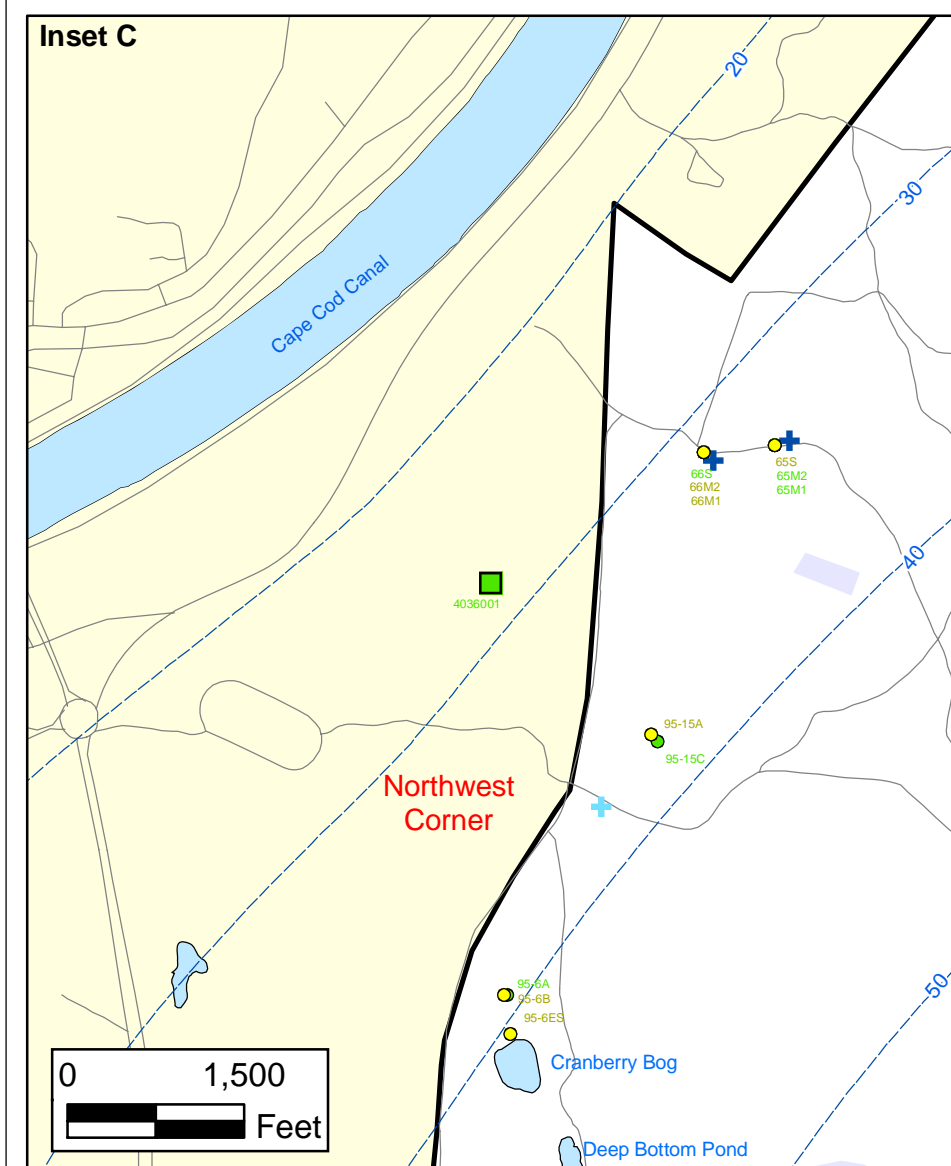 Inset C
20
30
Cape Cod Canal
66S
66M2
66M1
65S
65M2
65M1
40
4036001
95-15A
95-15C
Northwest
Corner
95-6A
95-6B
95-6ES
50
Cranberry Bog
0 1,500
Feet
Deep Bottom Pond